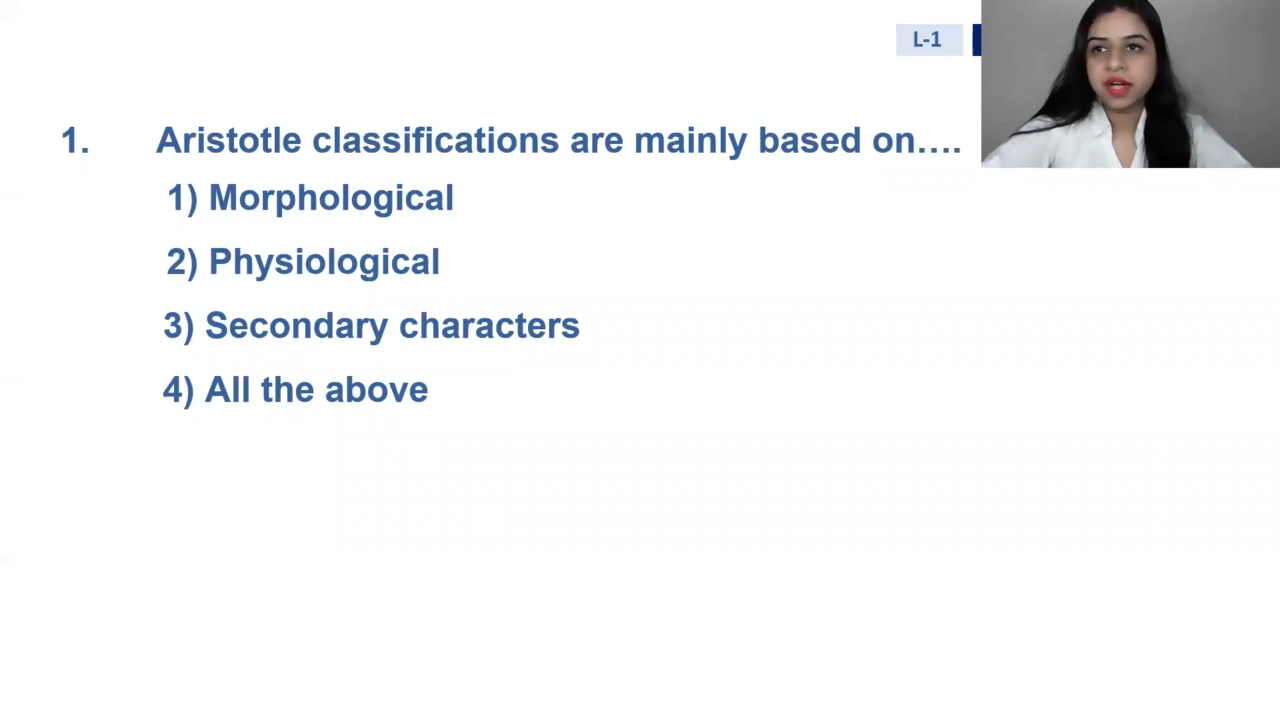 L-1
1. Aristotle classifications are mainly based on….
1) Morphological
2) Physiological
3) Secondary characters
4) All the above